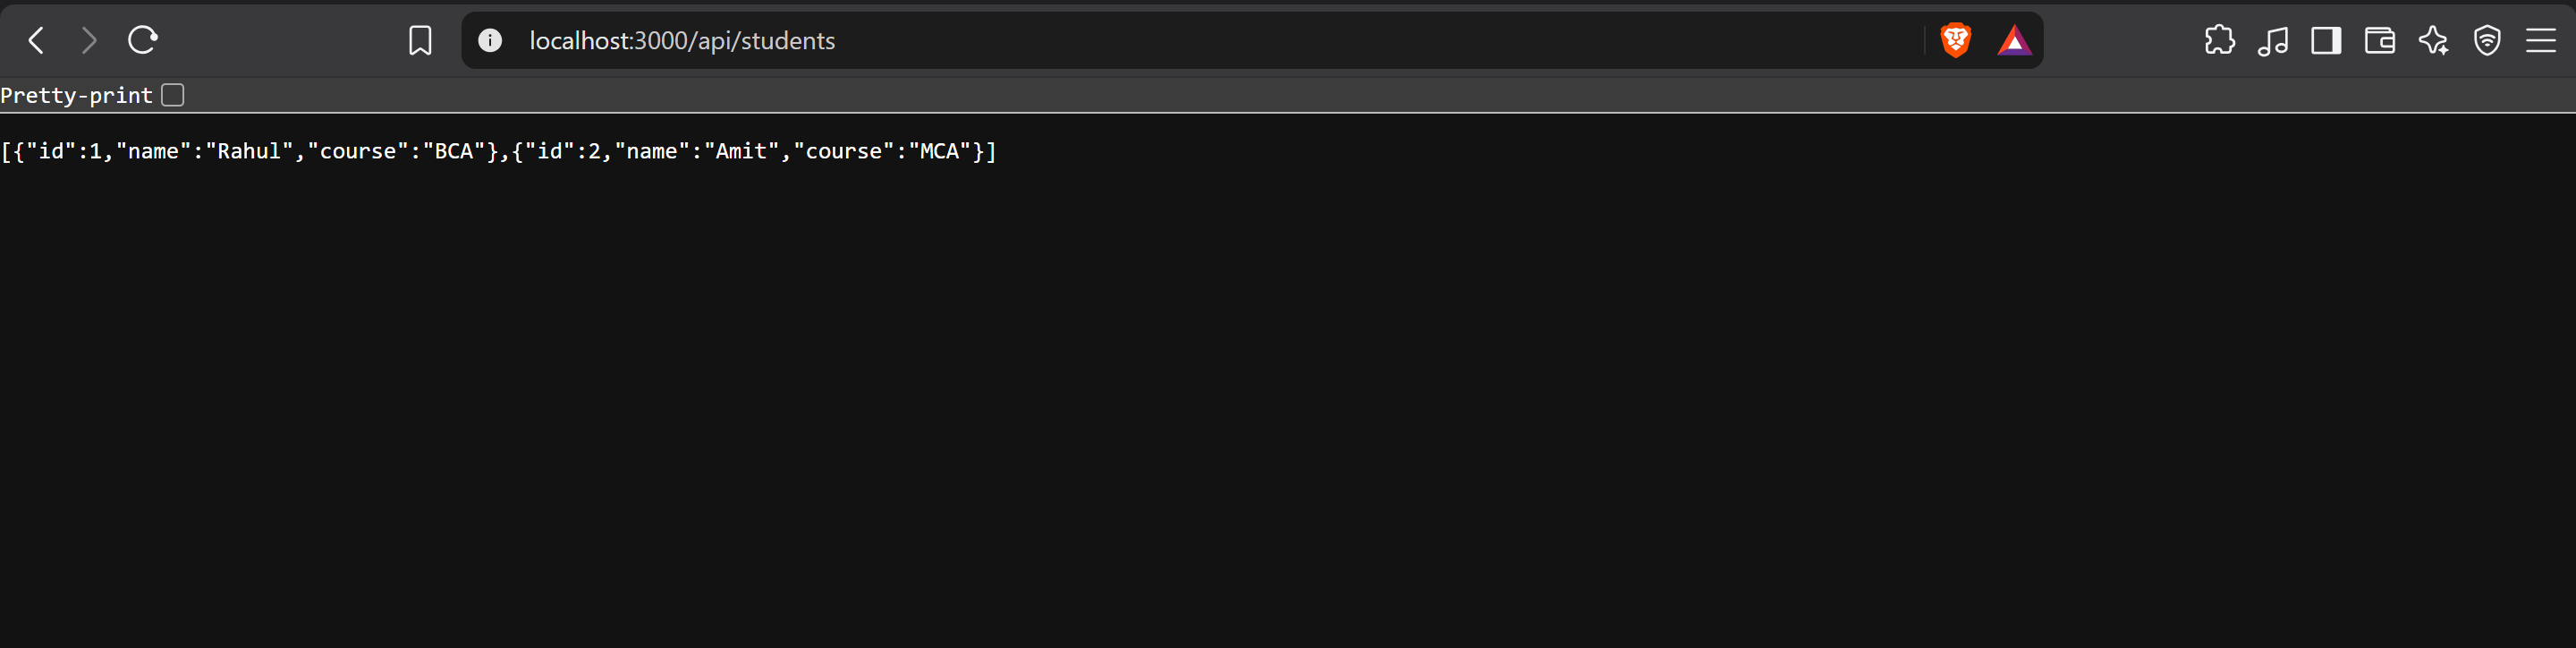 localhost:3000/api/students
Pretty-print
[{"id":1,"name":"Rahul","course":"BCA"},{"id":2,"name":"Amit","course":"MCA"}]